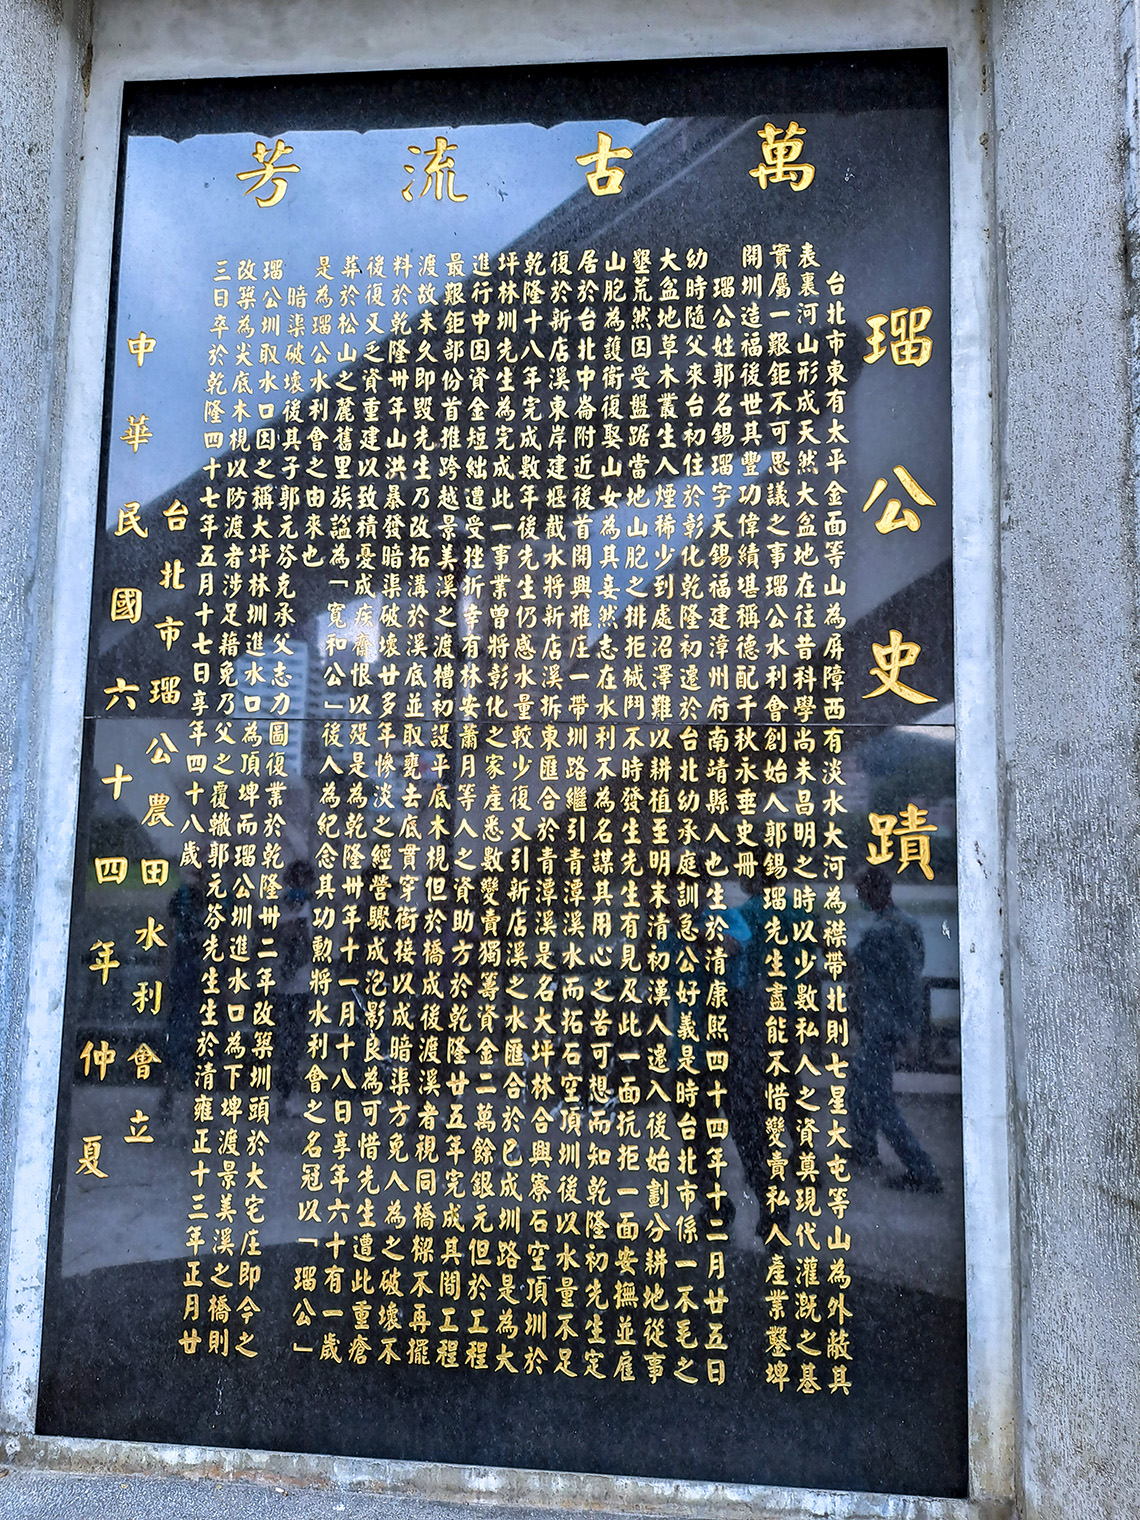 萬古流芳
瑠公史蹟
台北市東有太平金面等山為屏障西有淡水大河為襟帶北則七星大屯等山為外蔽其
表裏河山形成天然大盆地在往昔科學尚未昌明之時以少數私人之資奠現代灌溉之基
實屬一艱鉅不可思議之事瑠公水利會創始人郭錫瑠先生盡能不惜變賣私人產業鑿埤
開圳造福後世其豐功偉績堪稱德配千秋永垂史冊
瑠公姓郭名錫瑠字天錫福建漳州府南靖縣人也生於清康熙四十四年十二月廿五日
幼時隨父來台初住於彰化乾隆初遷於台北幼承庭訓急公好義是時台北市係一不毛之
大盆地草木叢生人煙稀少到處沼澤難以耕植至明末清初漢人遷入後始劃分耕地從事
墾荒然因受盤踞當地山胞之排拒械鬥不時發生先生有見及此一面抗拒一面安撫並雇
山胞為護衛復娶山女為其妾然志在水利不為名謀其用心之苦可想而知乾隆初先生定
居於台北中崙附近後首開興雅庄一帶圳路繼引青潭溪水而拓石空頂圳後以水量不足
復於新店溪東岸建堰截水將新店溪拆東匯合於青潭溪是名大坪林合興寮石空頂圳於
乾隆十八年完成數年後先生仍感水量較少復又引新店溪之水匯合於已成圳路是為大
坪林圳先生為完成此一事業曾將彰化之家產悉數變賣獨籌資金二萬餘銀元但於工程
進行中因資金短絀遭受挫折幸有林安蕭月等人之資助方於乾隆廿五年完成其間工程
最艱鉅部份首推跨越景美溪之渡槽初設平底木梘但於橋成後渡溪者視同橋樑不再擺
渡故未久即毀先生乃改拓溝於溪底並取甕去底貫穿銜接以成暗渠方免人為之破壞不
料於乾隆卅年山洪暴發暗渠破壞廿多年慘淡之經營驟成泡影良為可惜先生遭此重瘡
後復又乏資重建以致積憂成疾齎恨以歿是為乾隆卅年十一月十八日享年六十有一歲
葬於松山之麓舊里族謚為「寬和公」後人為紀念其功勳將水利會之名冠以「瑠公」
是為瑠公水利會之由來也
暗渠破壞後其子郭元芬克承父志力圖復業於乾隆卅二年改築圳頭於大宅庄即今之
瑠公圳取水口因之稱大坪林圳進水口為頂埤而瑠公圳進水口為下埤渡景美溪之橋則
改築為尖底木梘以防渡者涉足藉免乃父之覆轍郭元芬先生生於清雍正十三年正月廿
三日卒於乾隆四十七年五月十七日享年四十八歲
台北市瑠公農田水利會立
中華民國六十四年仲夏